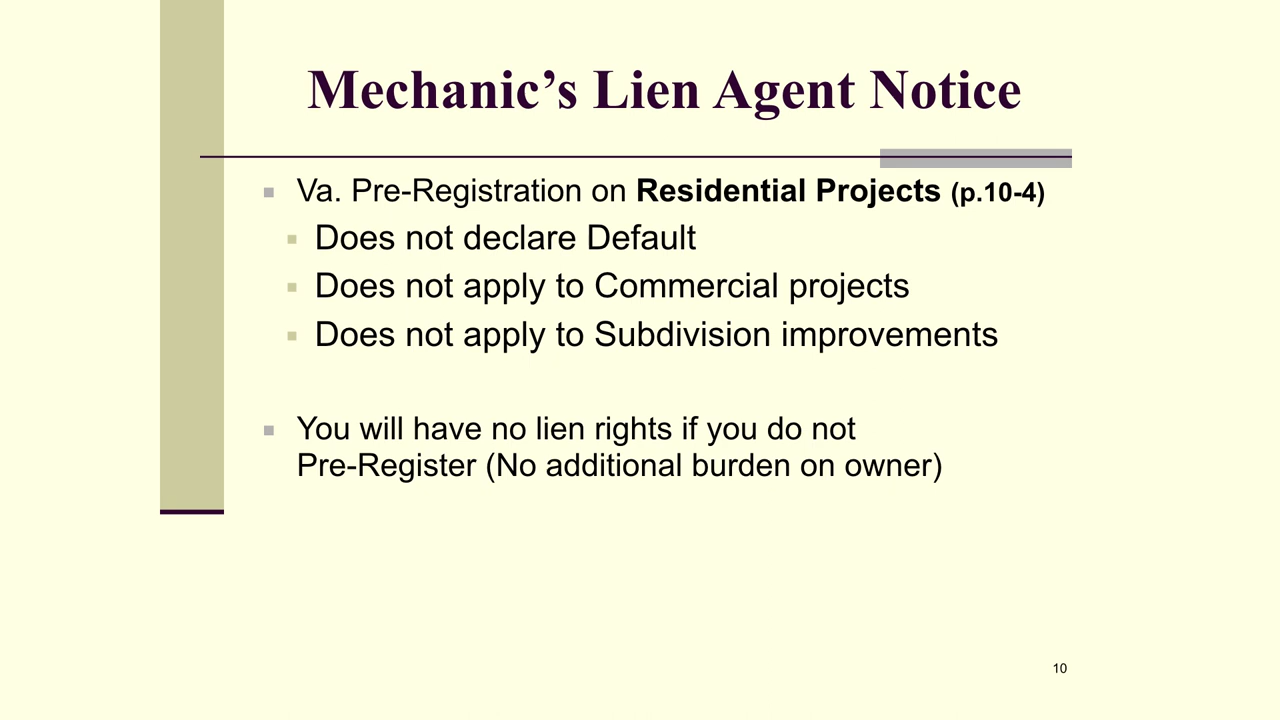 Mechanic’s Lien Agent Notice
Va. Pre-Registration on Residential Projects (p.10-4)
Does not declare Default
Does not apply to Commercial projects
Does not apply to Subdivision improvements
You will have no lien rights if you do not
Pre-Register (No additional burden on owner)
10